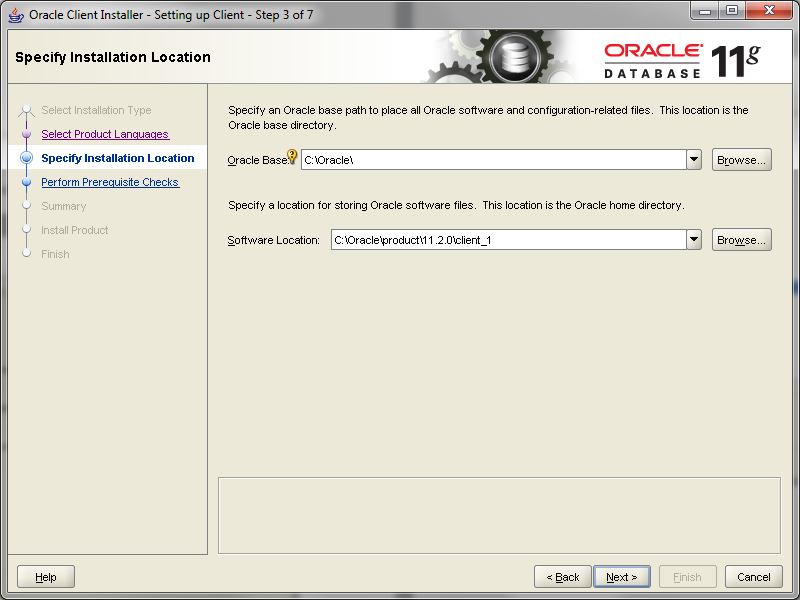 Oracle Client Installer - Setting up Client - Step 3 of 7
Specify Installation Location
ORACLE
DATABASE
11g
Select Installation Type
Select Product Languages
Specify Installation Location
Perform Prerequisite Checks
Summary
Install Product
Finish
Specify an Oracle base path to place all Oracle software and configuration-related files.  This location is the
Oracle base directory.
Oracle Base: C:\Oracle\ Browse...
Specify a location for storing Oracle software files.  This location is the Oracle home directory.
Software Location: C:\Oracle\product\11.2.0\client_1 Browse...
Help < Back Next > Finish Cancel